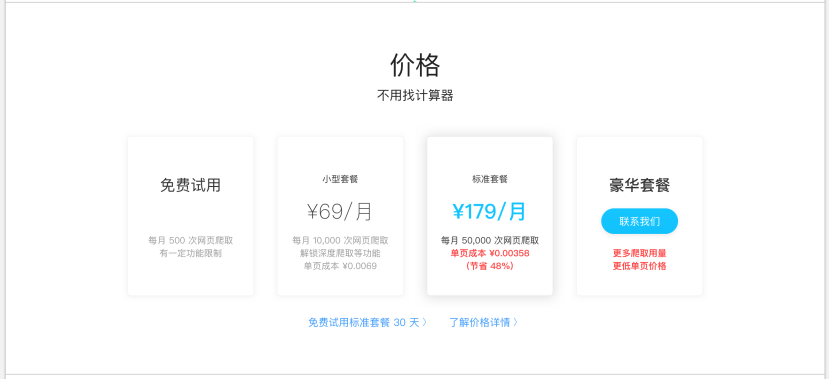 价格
不用找计算器
免费试用
每月 500 次网页爬取
有一定功能限制
小型套餐
¥69/月
每月 10,000 次网页爬取
解锁深度爬取等功能
单页成本 ¥0.0069
标准套餐
¥179/月
每月 50,000 次网页爬取
单页成本 ¥0.00358
(节省 48%)
豪华套餐
联系我们
更多爬取用量
更低单页价格
免费试用标准套餐 30 天 〉
了解价格详情 〉